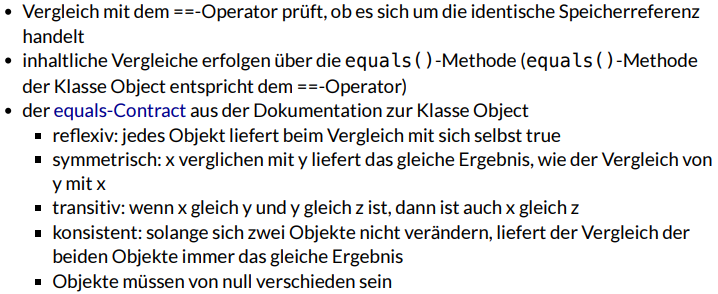 • Vergleich mit dem ==-Operator prüft, ob es sich um die identische Speicherreferenz
handelt
• inhaltliche Vergleiche erfolgen über die equals()-Methode (equals()-Methode
der Klasse Object entspricht dem ==-Operator)
• der equals-Contract aus der Dokumentation zur Klasse Object
▪ reflexiv: jedes Objekt liefert beim Vergleich mit sich selbst true
▪ symmetrisch: x verglichen mit y liefert das gleiche Ergebnis, wie der Vergleich von
y mit x
▪ transitiv: wenn x gleich y und y gleich z ist, dann ist auch x gleich z
▪ konsistent: solange sich zwei Objekte nicht verändern, liefert der Vergleich der
beiden Objekte immer das gleiche Ergebnis
▪ Objekte müssen von null verschieden sein